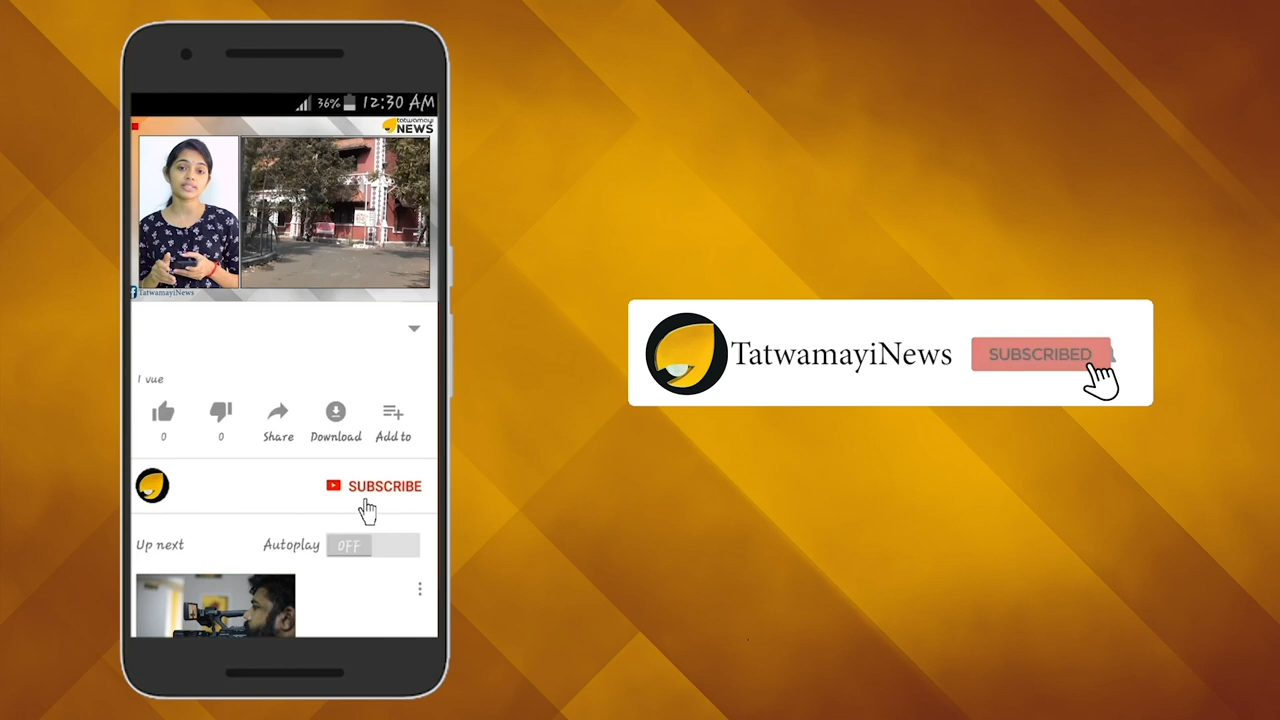 36% 12:30 AM
tatwamayi
NEWS
TatwamayiNews
1 vue
0 0 Share Download Add to
SUBSCRIBE
Up next Autoplay OFF
TatwamayiNews SUBSCRIBED